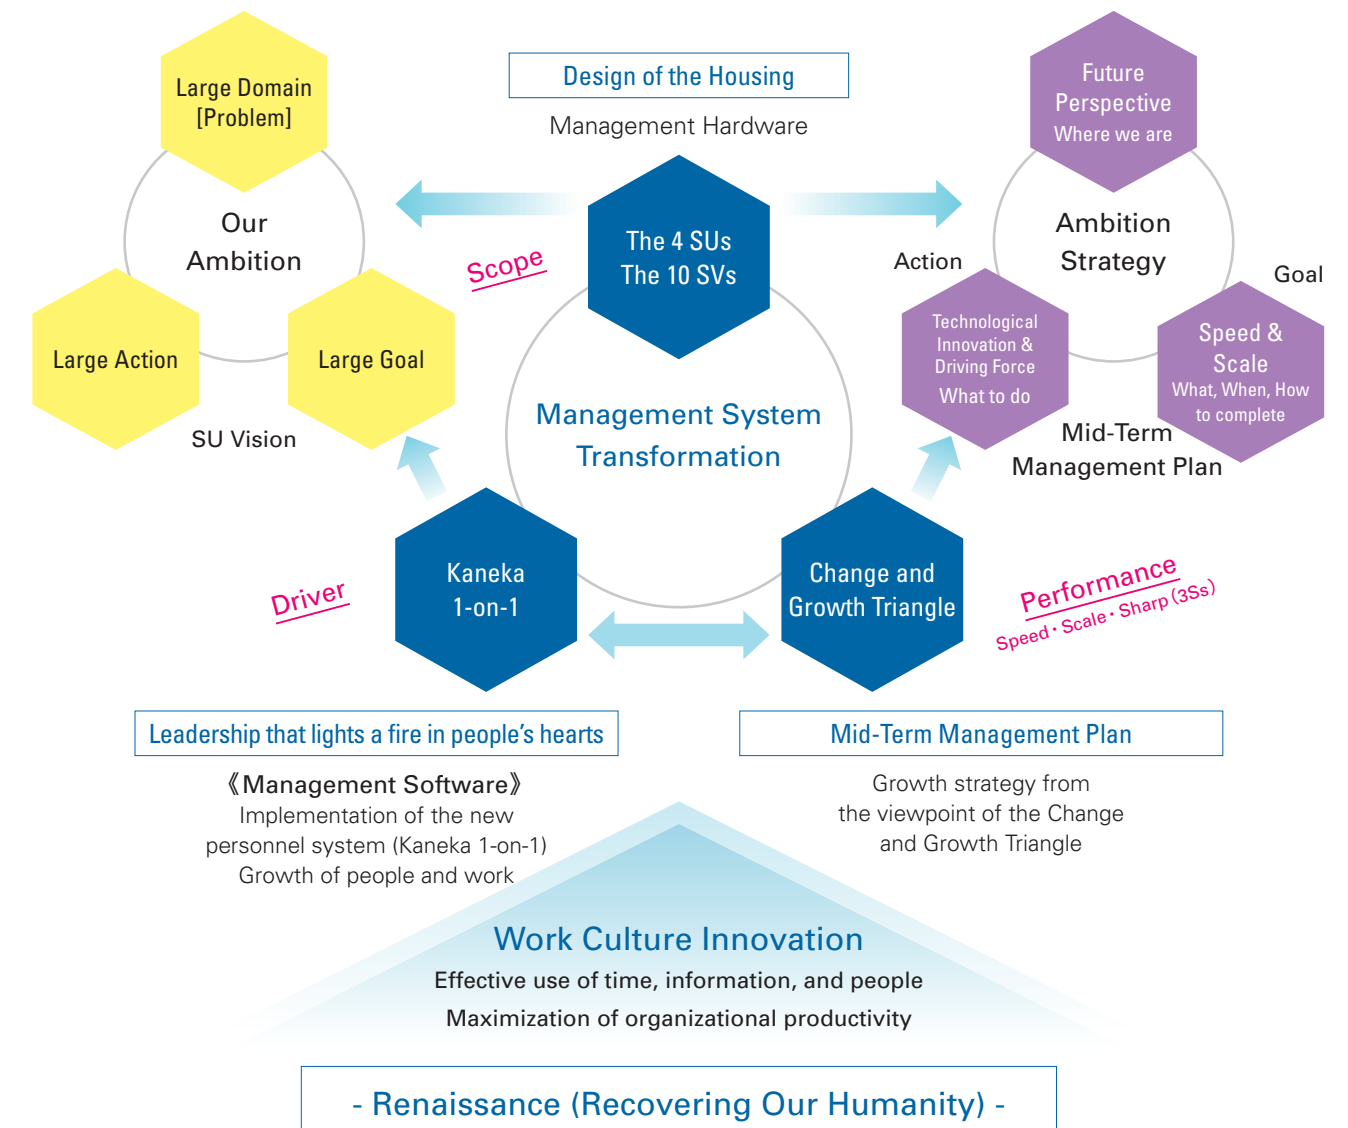 Large Domain
[Problem]
Our
Ambition
Large Action
Large Goal
SU Vision
Design of the Housing
Management Hardware
The 4 SUs
The 10 SVs
Scope
Management System
Transformation
Kaneka
1-on-1
Change and
Growth Triangle
Driver
Performance
Speed・Scale・Sharp (3Ss)
Future
Perspective
Where we are
Ambition
Strategy
Action
Goal
Technological
Innovation &
Driving Force
What to do
Speed &
Scale
What, When, How
to complete
Mid-Term
Management Plan
Leadership that lights a fire in people’s hearts
《Management Software》
Implementation of the new
personnel system (Kaneka 1-on-1)
Growth of people and work
Mid-Term Management Plan
Growth strategy from
the viewpoint of the Change
and Growth Triangle
Work Culture Innovation
Effective use of time, information, and people
Maximization of organizational productivity
- Renaissance (Recovering Our Humanity) -